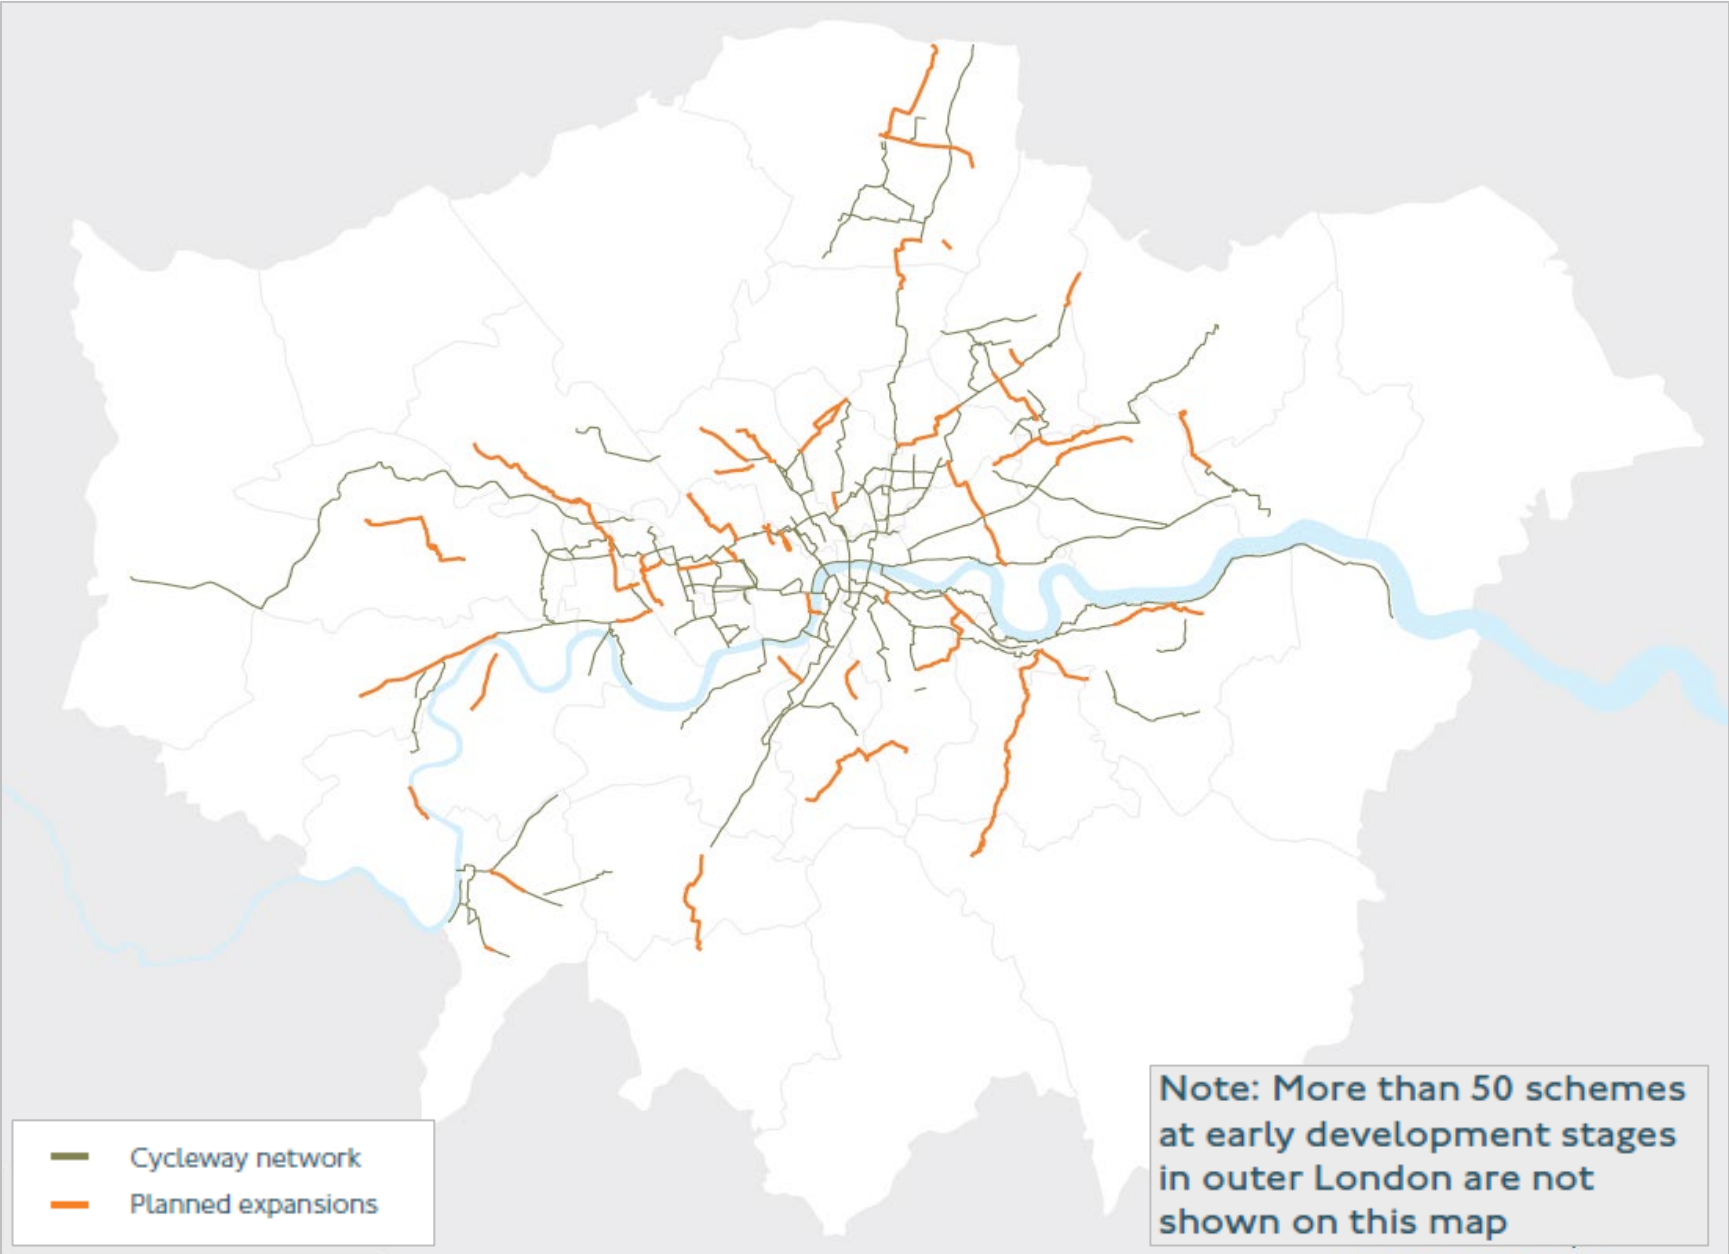 Cycleway network
Planned expansions
Note: More than 50 schemes
at early development stages
in outer London are not
shown on this map